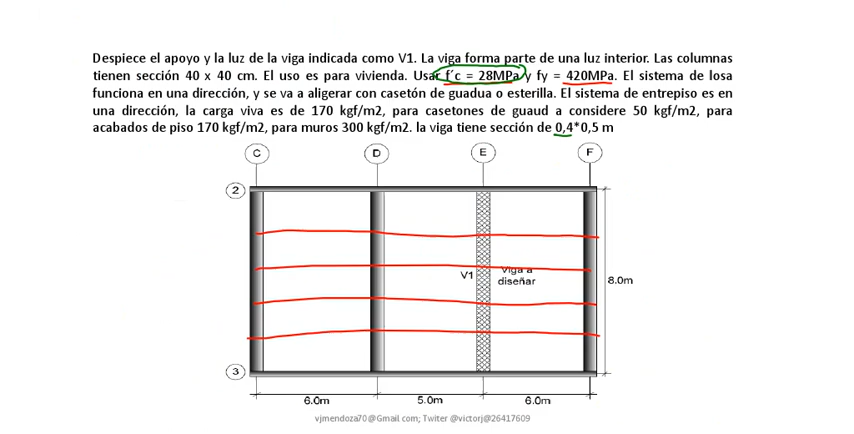 Despiece el apoyo y la luz de la viga indicada como V1. La viga forma parte de una luz interior. Las columnas
tienen sección 40 x 40 cm. El uso es para vivienda. Usar f´c = 28MPa y fy = 420MPa. El sistema de losa
funciona en una dirección, y se va a aligerar con casetón de guadua o esterilla. El sistema de entrepiso es en
una dirección, la carga viva es de 170 kgf/m2, para casetones de guaud a considere 50 kgf/m2, para
acabados de piso 170 kgf/m2, para muros 300 kgf/m2. la viga tiene sección de 0,4*0,5 m
C D E F
2
V1 Viga a
diseñar
8.0m
3
6.0m 5.0m 6.0m
vjmendoza70@Gmail com; Twiter @victorj@26417609